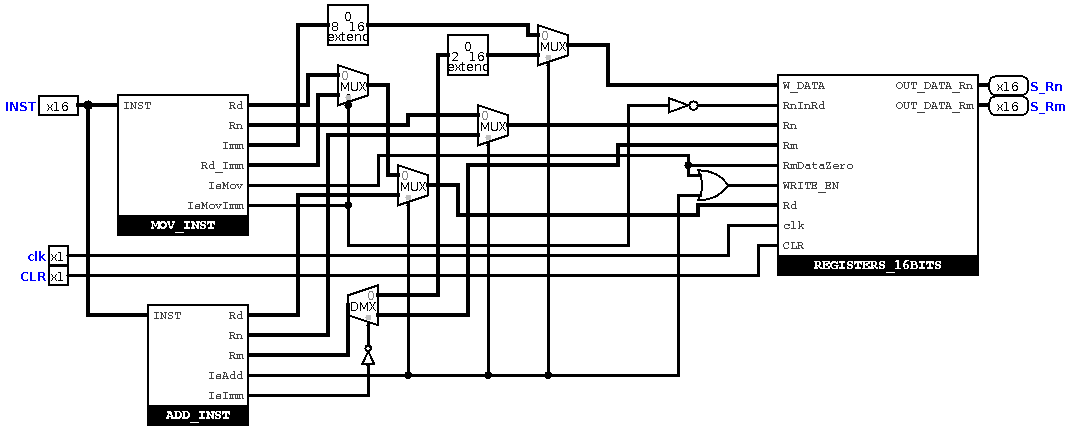 0
8 16
extend
0
2 16
extend
MUX
0
MUX
0
MUX
0
MUX
0
DMX
0
INST
x16
clk
x1
CLR
x1
INST
Rd
Rn
Imm
Rd_Imm
IsMov
IsMovImm
MOV_INST
INST
Rd
Rn
Rm
IsAdd
IsImm
ADD_INST
W_DATA
RnInRd
Rn
Rm
RmDataZero
WRITE_EN
Rd
clk
CLR
OUT_DATA_Rn
OUT_DATA_Rm
REGISTERS_16BITS
x16
S_Rn
x16
S_Rm